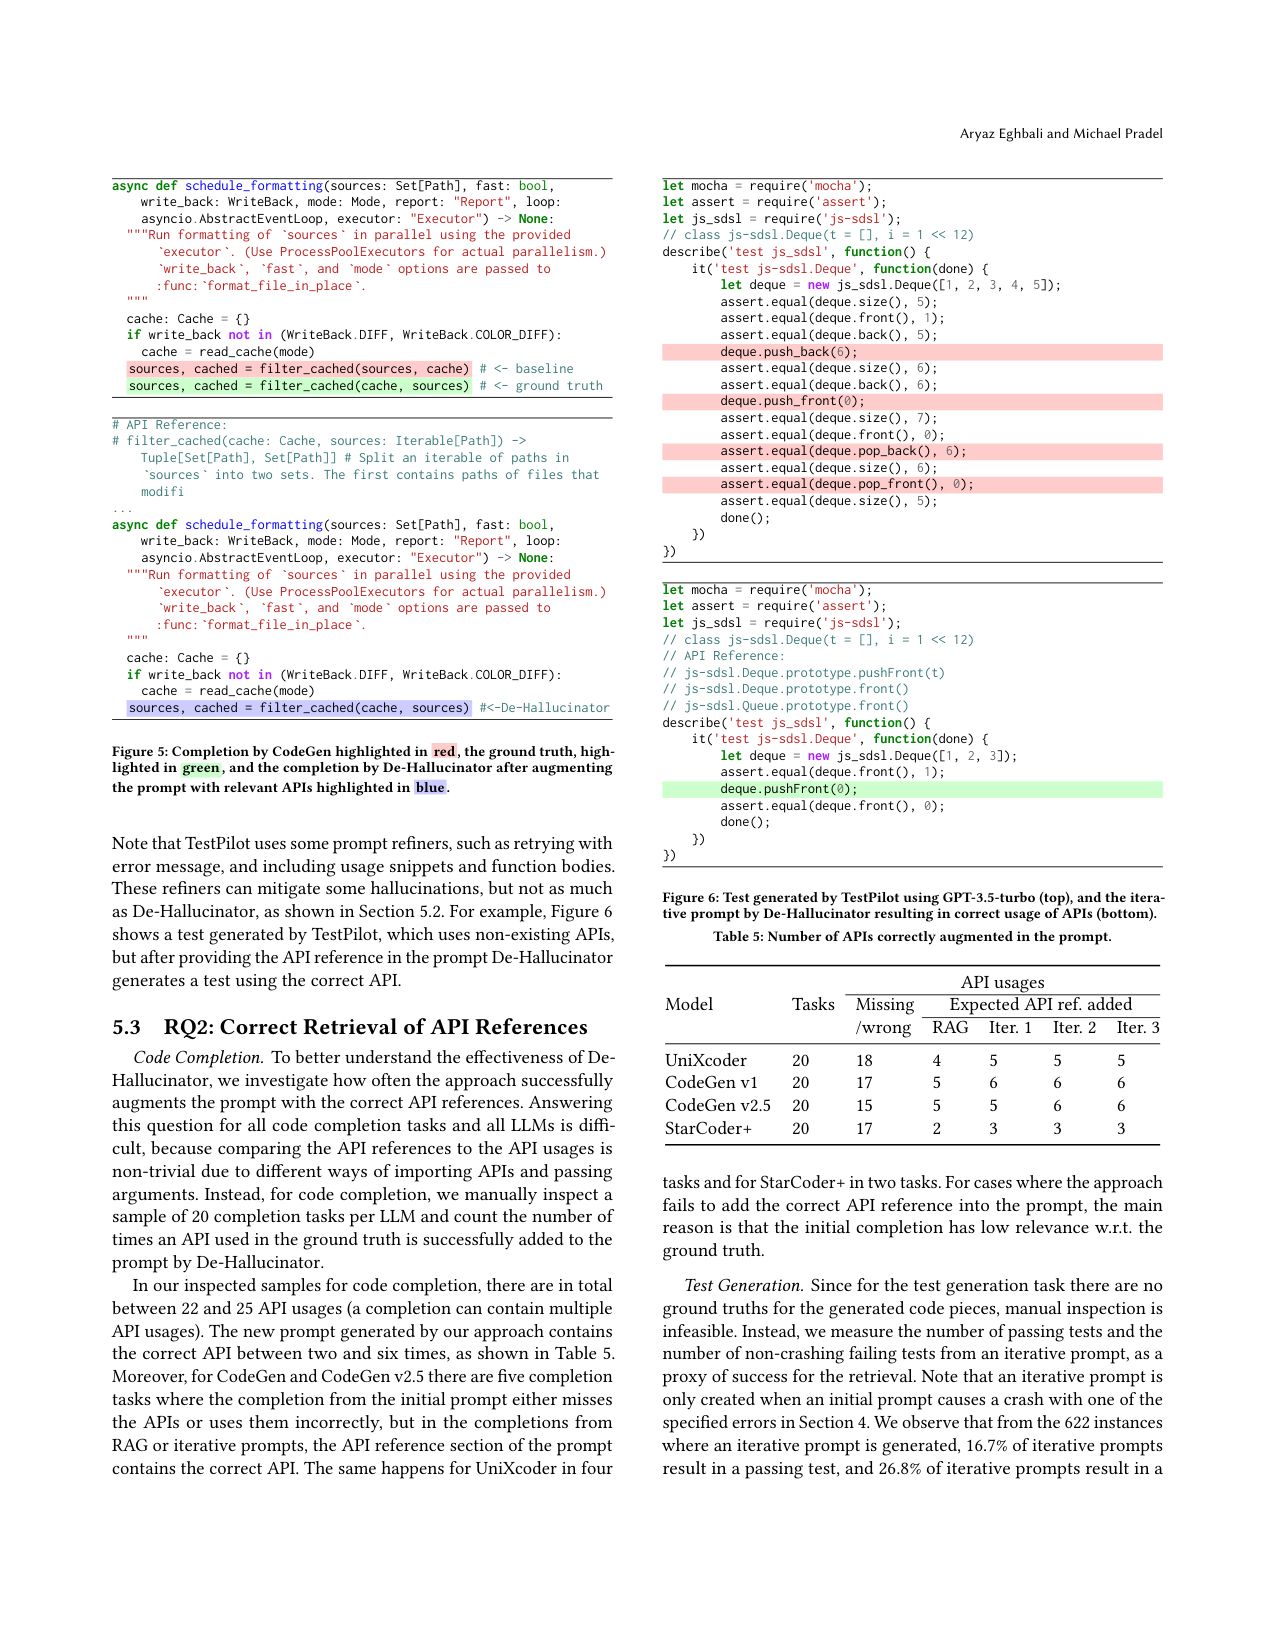 Aryaz Eghbali and Michael Pradel
async def schedule_formatting(sources: Set[Path], fast: bool,
write_back: WriteBack, mode: Mode, report: "Report", loop:
asyncio.AbstractEventLoop, executor: "Executor") -> None:
"""Run formatting of `sources` in parallel using the provided
`executor`. (Use ProcessPoolExecutors for actual parallelism.)
`write_back`, `fast`, and `mode` options are passed to
:func:`format_file_in_place`.
"""
cache: Cache = {}
if write_back not in (WriteBack.DIFF, WriteBack.COLOR_DIFF):
cache = read_cache(mode)
sources, cached = filter_cached(sources, cache) # <- baseline
sources, cached = filter_cached(cache, sources) # <- ground truth
# API Reference:
# filter_cached(cache: Cache, sources: Iterable[Path]) ->
Tuple[Set[Path], Set[Path]] # Split an iterable of paths in
`sources` into two sets. The first contains paths of files that
modifi
...
async def schedule_formatting(sources: Set[Path], fast: bool,
write_back: WriteBack, mode: Mode, report: "Report", loop:
asyncio.AbstractEventLoop, executor: "Executor") -> None:
"""Run formatting of `sources` in parallel using the provided
`executor`. (Use ProcessPoolExecutors for actual parallelism.)
`write_back`, `fast`, and `mode` options are passed to
:func:`format_file_in_place`.
"""
cache: Cache = {}
if write_back not in (WriteBack.DIFF, WriteBack.COLOR_DIFF):
cache = read_cache(mode)
sources, cached = filter_cached(cache, sources) #<-De-Hallucinator
Figure 5: Completion by CodeGen highlighted in red, the ground truth, high-
lighted in green, and the completion by De-Hallucinator after augmenting
the prompt with relevant APIs highlighted in blue.
Note that TestPilot uses some prompt refiners, such as retrying with
error message, and including usage snippets and function bodies.
These refiners can mitigate some hallucinations, but not as much
as De-Hallucinator, as shown in Section 5.2. For example, Figure 6
shows a test generated by TestPilot, which uses non-existing APIs,
but after providing the API reference in the prompt De-Hallucinator
generates a test using the correct API.
5.3 RQ2: Correct Retrieval of API References
Code Completion. To better understand the effectiveness of De-
Hallucinator, we investigate how often the approach successfully
augments the prompt with the correct API references. Answering
this question for all code completion tasks and all LLMs is diffi-
cult, because comparing the API references to the API usages is
non-trivial due to different ways of importing APIs and passing
arguments. Instead, for code completion, we manually inspect a
sample of 20 completion tasks per LLM and count the number of
times an API used in the ground truth is successfully added to the
prompt by De-Hallucinator.
In our inspected samples for code completion, there are in total
between 22 and 25 API usages (a completion can contain multiple
API usages). The new prompt generated by our approach contains
the correct API between two and six times, as shown in Table 5.
Moreover, for CodeGen and CodeGen v2.5 there are five completion
tasks where the completion from the initial prompt either misses
the APIs or uses them incorrectly, but in the completions from
RAG or iterative prompts, the API reference section of the prompt
contains the correct API. The same happens for UniXcoder in four
let mocha = require('mocha');
let assert = require('assert');
let js_sdsl = require('js-sdsl');
// class js-sdsl.Deque(t = [], i = 1 << 12)
describe('test js_sdsl', function() {
it('test js-sdsl.Deque', function(done) {
let deque = new js_sdsl.Deque([1, 2, 3, 4, 5]);
assert.equal(deque.size(), 5);
assert.equal(deque.front(), 1);
assert.equal(deque.back(), 5);
deque.push_back(6);
assert.equal(deque.size(), 6);
assert.equal(deque.back(), 6);
deque.push_front(0);
assert.equal(deque.size(), 7);
assert.equal(deque.front(), 0);
assert.equal(deque.pop_back(), 6);
assert.equal(deque.size(), 6);
assert.equal(deque.pop_front(), 0);
assert.equal(deque.size(), 5);
done();
})
})
let mocha = require('mocha');
let assert = require('assert');
let js_sdsl = require('js-sdsl');
// class js-sdsl.Deque(t = [], i = 1 << 12)
// API Reference:
// js-sdsl.Deque.prototype.pushFront(t)
// js-sdsl.Deque.prototype.front()
// js-sdsl.Queue.prototype.front()
describe('test js_sdsl', function() {
it('test js-sdsl.Deque', function(done) {
let deque = new js_sdsl.Deque([1, 2, 3]);
assert.equal(deque.front(), 1);
deque.pushFront(0);
assert.equal(deque.front(), 0);
done();
})
})
Figure 6: Test generated by TestPilot using GPT-3.5-turbo (top), and the itera-
tive prompt by De-Hallucinator resulting in correct usage of APIs (bottom).
Table 5: Number of APIs correctly augmented in the prompt.
API usages
Model Tasks Missing Expected API ref. added
/wrong RAG Iter. 1 Iter. 2 Iter. 3
UniXcoder 20 18 4 5 5 5
CodeGen v1 20 17 5 6 6 6
CodeGen v2.5 20 15 5 5 6 6
StarCoder+ 20 17 2 3 3 3
tasks and for StarCoder+ in two tasks. For cases where the approach
fails to add the correct API reference into the prompt, the main
reason is that the initial completion has low relevance w.r.t. the
ground truth.
Test Generation. Since for the test generation task there are no
ground truths for the generated code pieces, manual inspection is
infeasible. Instead, we measure the number of passing tests and the
number of non-crashing failing tests from an iterative prompt, as a
proxy of success for the retrieval. Note that an iterative prompt is
only created when an initial prompt causes a crash with one of the
specified errors in Section 4. We observe that from the 622 instances
where an iterative prompt is generated, 16.7% of iterative prompts
result in a passing test, and 26.8% of iterative prompts result in a